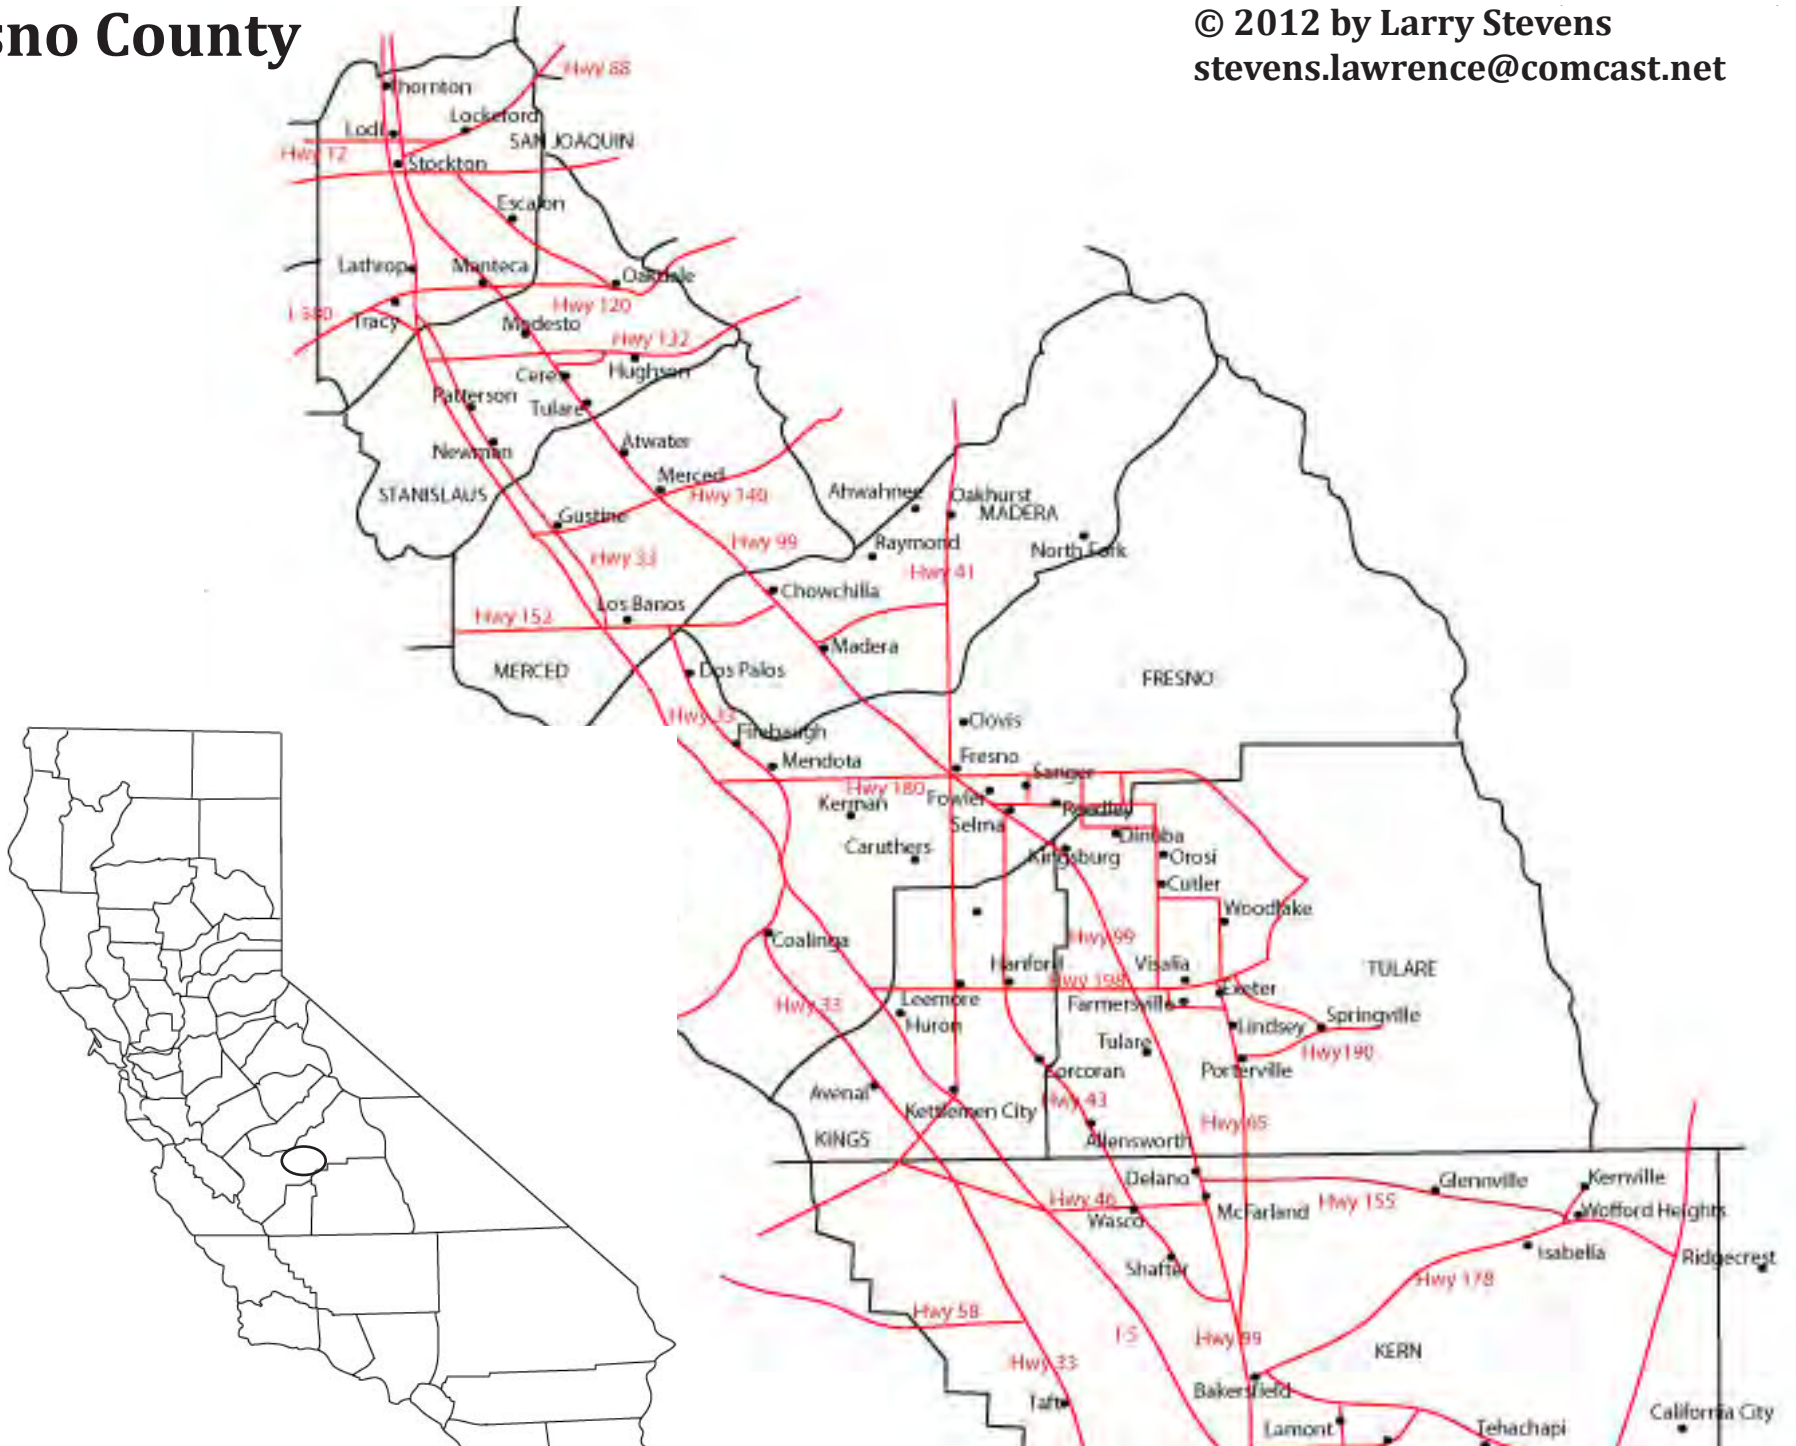 sno County
© 2012 by Larry Stevens
stevens.lawrence@comcast.net
Hwy 88
Thornton
Lockeford
Lodi
SAN JOAQUIN
Hwy 12
Stockton
Escalon
Lathrop
Manteca
Oakdale
Hwy 120
I-580
Tracy
Modesto
Hwy 132
Ceres
Hughson
Patterson
Tulare
Newman
Atwater
Merced
STANISLAUS
Hwy 140
Ahwahnee
Oakhurst
MADERA
Gustine
Hwy 99
Raymond
North Fork
Hwy 33
Hwy 41
Chowchilla
Los Banos
Hwy 152
Madera
MERCED
Dos Palos
FRESNO
Hwy 33
Clovis
Firebaugh
Mendota
Fresno
Sanger
Hwy 180
Kerman
Fowler
Reedley
Selma
Dinuba
Caruthers
Kingsburg
Orosi
Cutler
Woodlake
Coalinga
Hwy 99
Hanford
Visalia
TULARE
Hwy 198
Exeter
Leemore
Farmersville
Hwy 33
Huron
Lindsey
Springville
Tulare
Hwy190
Corcoran
Porterville
Avenal
Kettlemen City
Hwy 43
Hwy 65
KINGS
Allensworth
Delano
Glennville
Kernville
Hwy 46
Hwy 155
Wasco
McFarland
Wofford Heights
Isabella
Ridgecrest
Shafter
Hwy 178
Hwy 58
I-5
Hwy 99
KERN
Hwy 33
Bakersfield
Taft
Lamont
Tehachapi
California City